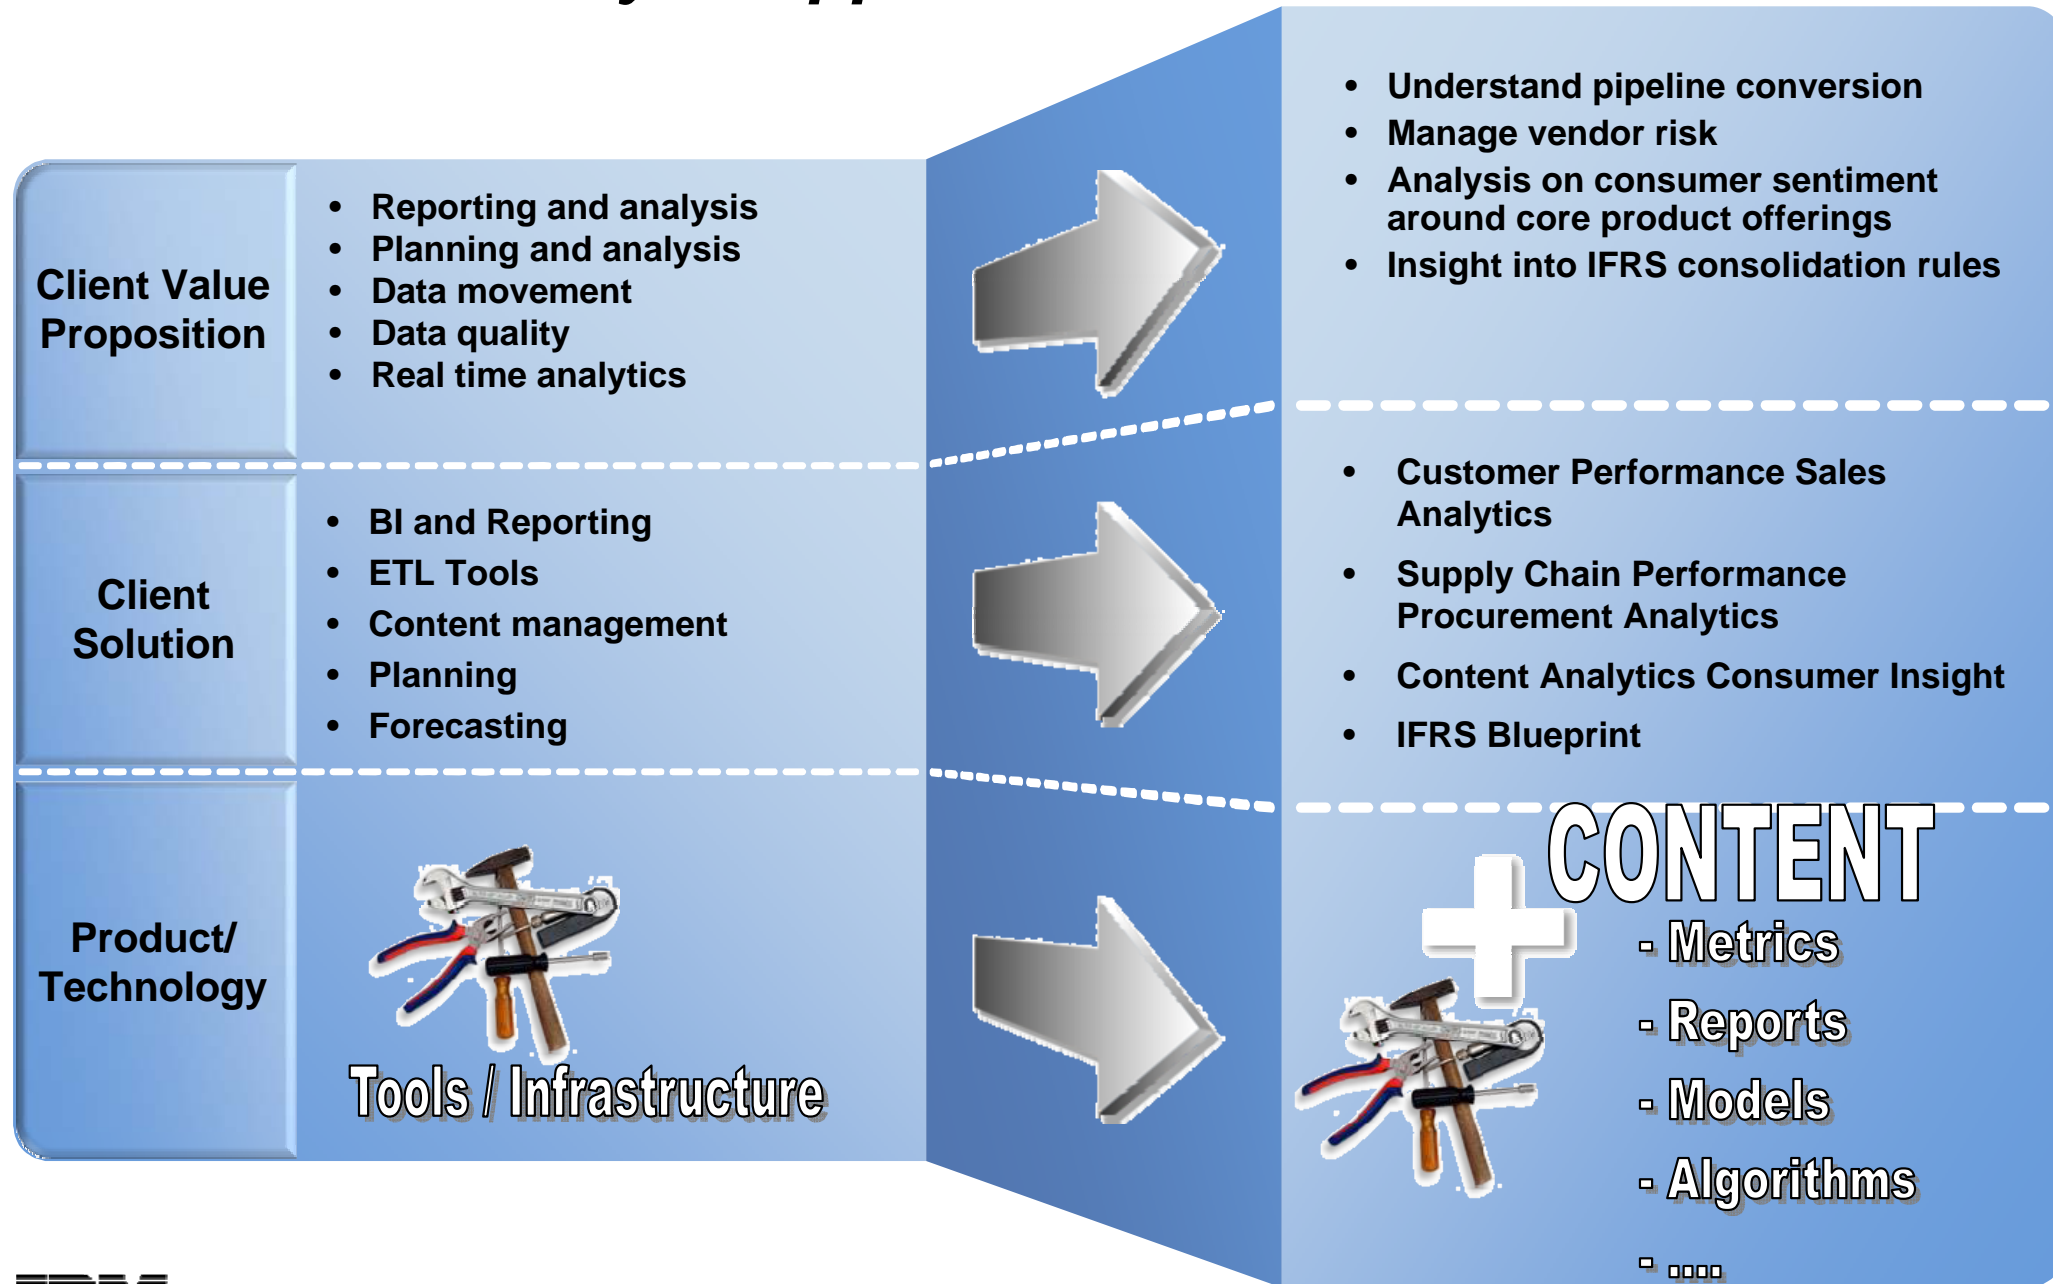 Client Value
Proposition
• Reporting and analysis
• Planning and analysis
• Data movement
• Data quality
• Real time analytics
• Understand pipeline conversion
• Manage vendor risk
• Analysis on consumer sentiment
around core product offerings
• Insight into IFRS consolidation rules
Client
Solution
• BI and Reporting
• ETL Tools
• Content management
• Planning
• Forecasting
• Customer Performance Sales
Analytics
• Supply Chain Performance
Procurement Analytics
• Content Analytics Consumer Insight
• IFRS Blueprint
Product/
Technology
Tools / Infrastructure
CONTENT
- Metrics
- Reports
- Models
- Algorithms
- ....